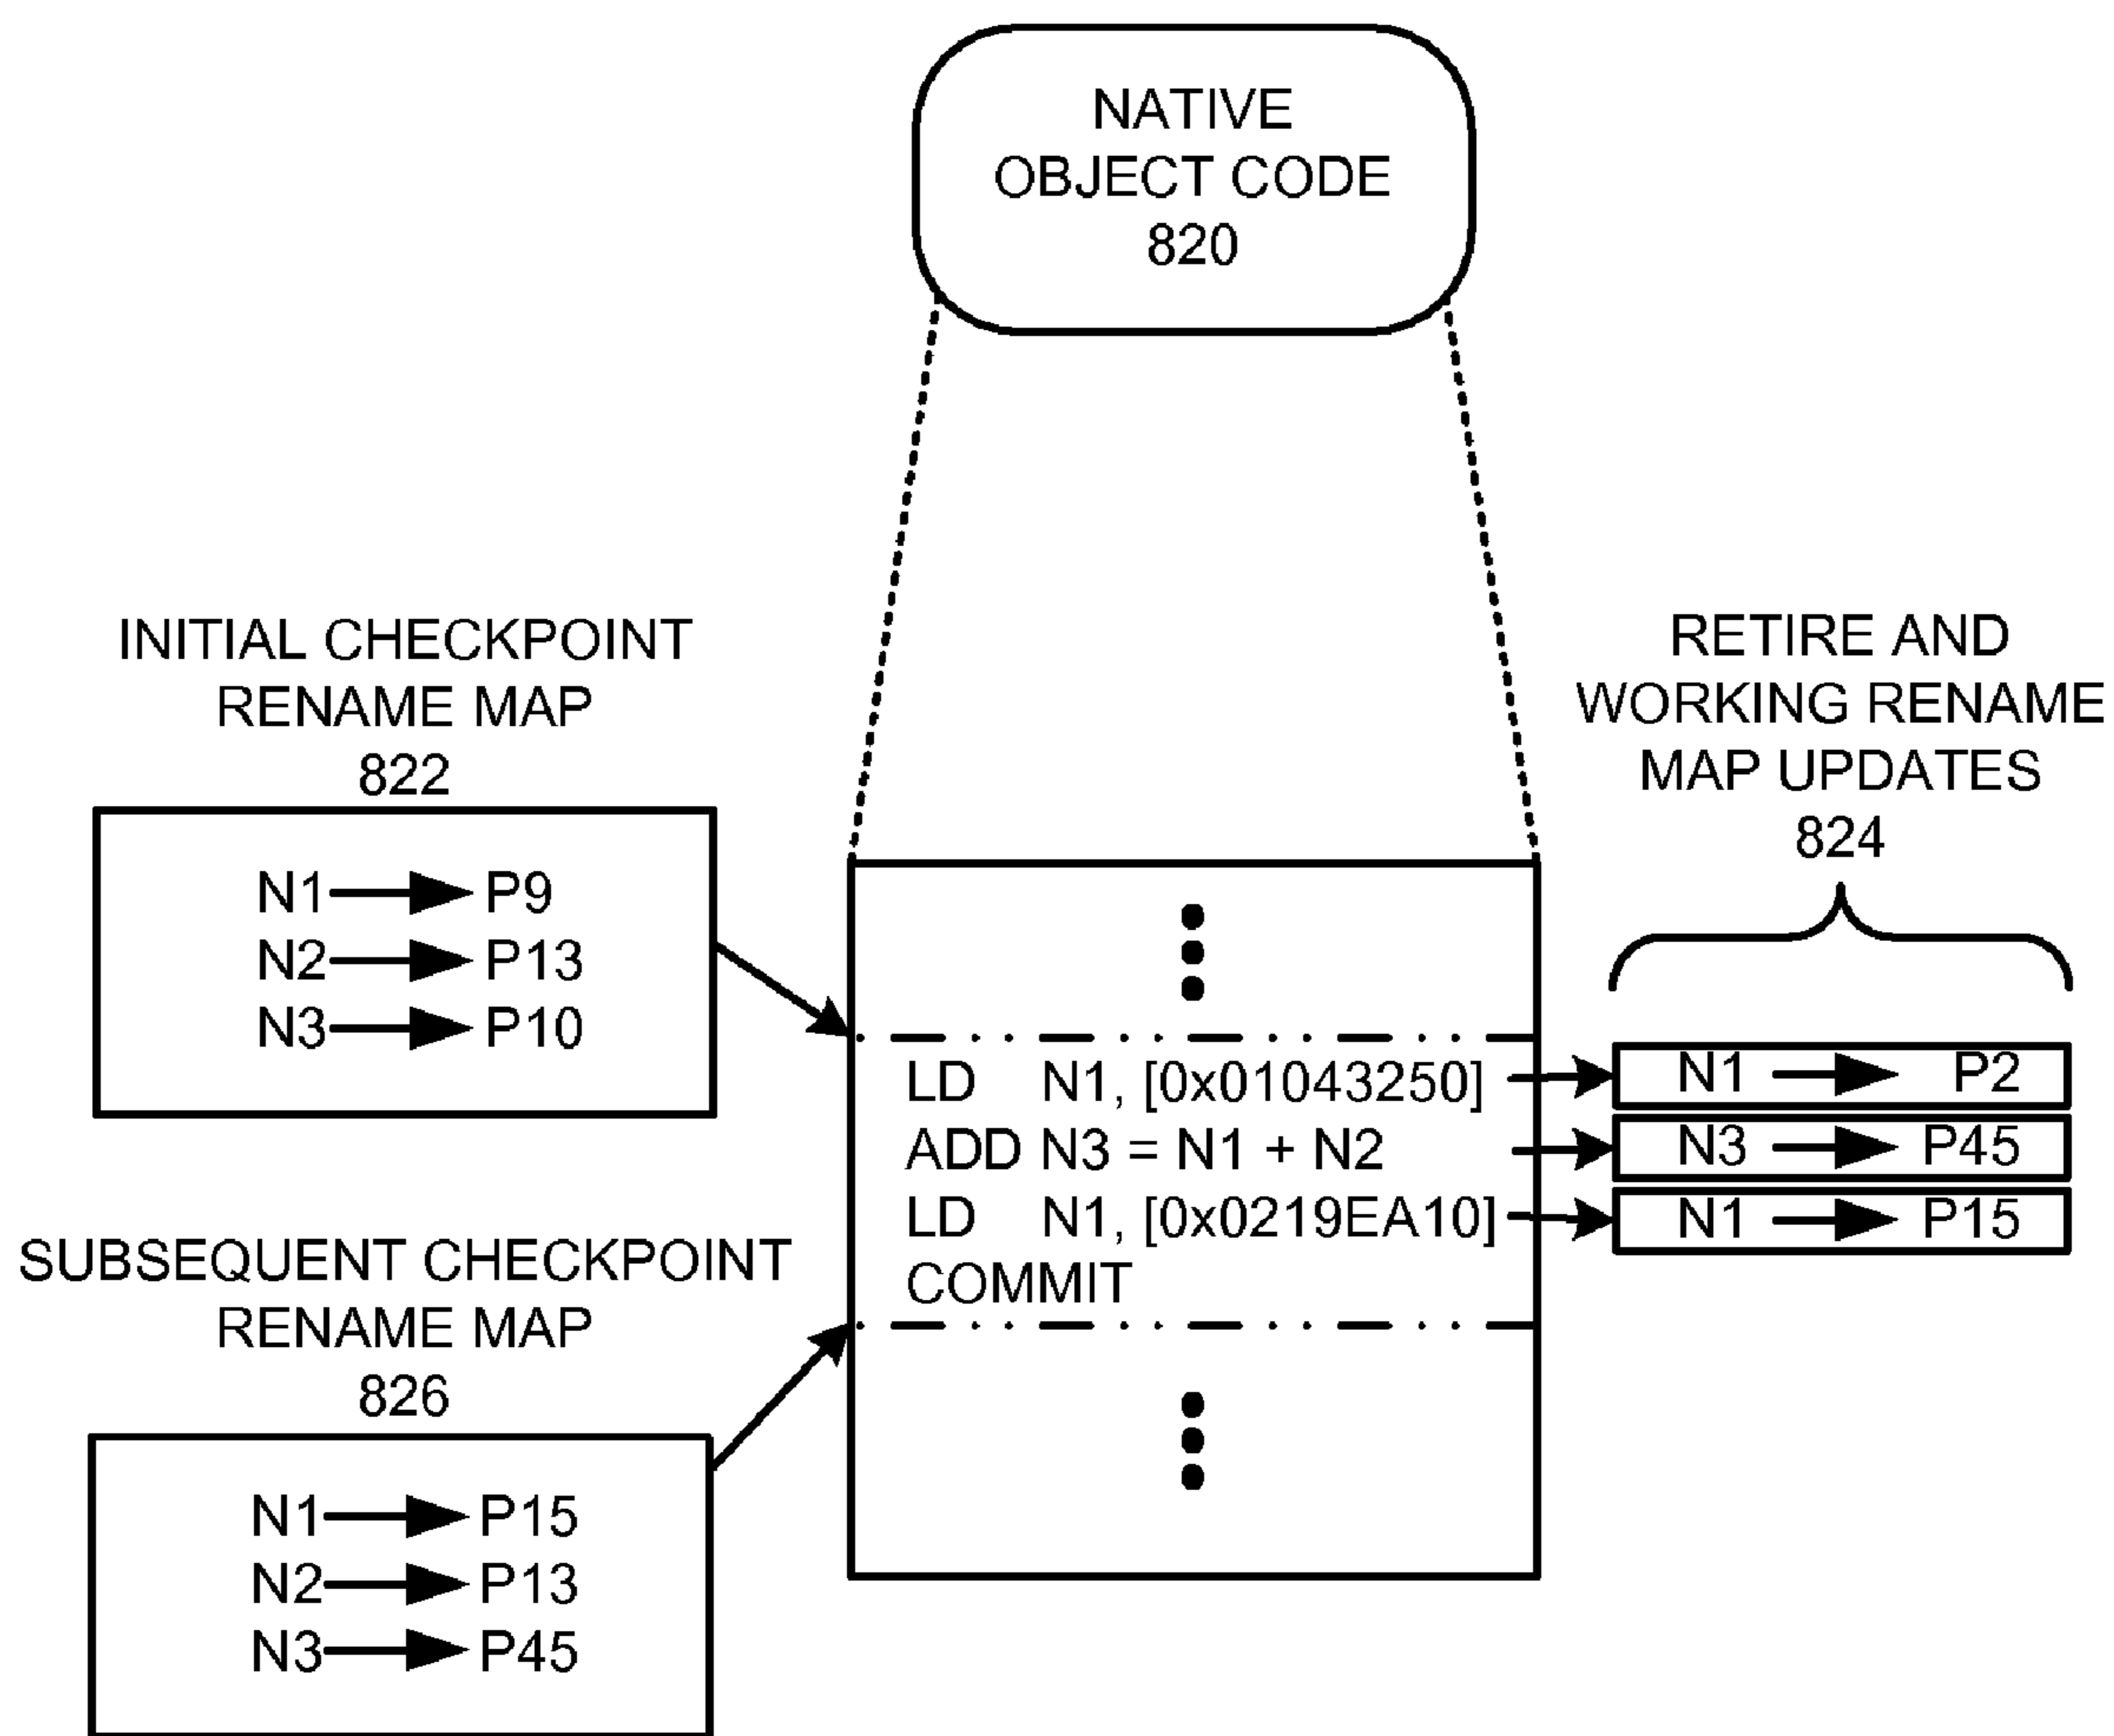 NATIVE
OBJECT CODE
820
INITIAL CHECKPOINT
RENAME MAP
822
N1 P9
N2 P13
N3 P10
SUBSEQUENT CHECKPOINT
RENAME MAP
826
N1 P15
N2 P13
N3 P45
LD N1, [0x01043250]
ADD N3 = N1 + N2
LD N1, [0x0219EA10]
COMMIT
RETIRE AND
WORKING RENAME
MAP UPDATES
824
N1 P2
N3 P45
N1 P15